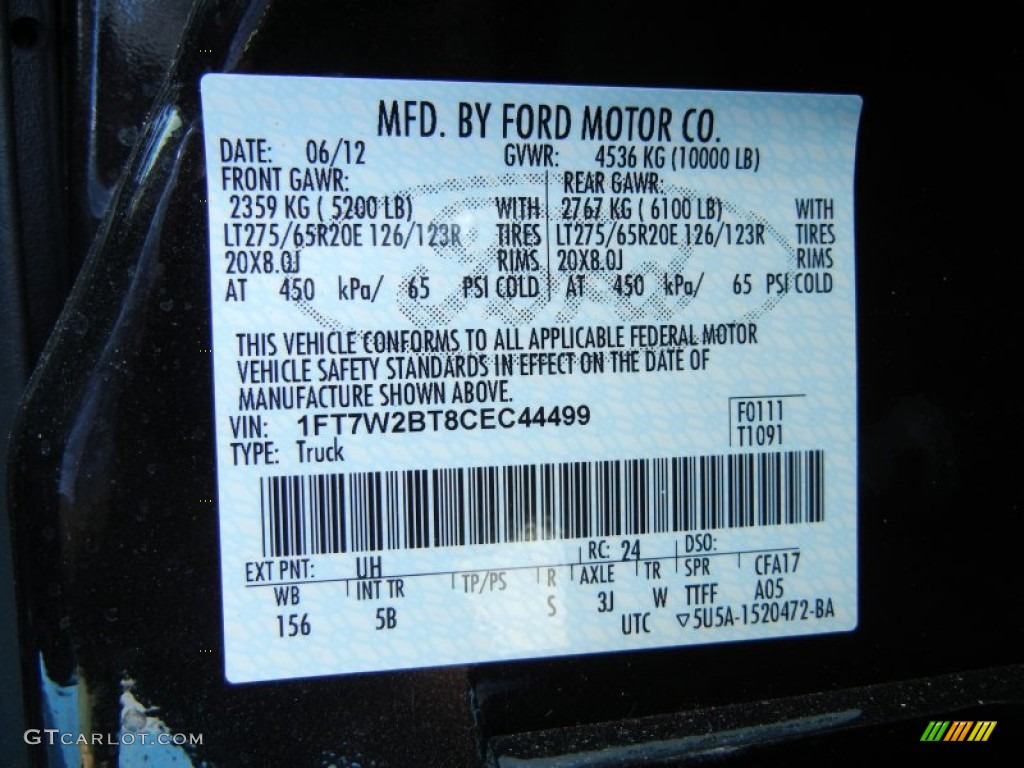 MFD. BY FORD MOTOR CO.
DATE: 06/12 GVWR: 4536 KG (10000 LB)
FRONT GAWR: REAR GAWR:
2359 KG ( 5200 LB) WITH 2767 KG ( 6100 LB) WITH
LT275/65R20E 126/123R TIRES LT275/65R20E 126/123R TIRES
20X8.0J RIMS 20X8.0J RIMS
AT 450 kPa/ 65 PSI COLD AT 450 kPa/ 65 PSI COLD
THIS VEHICLE CONFORMS TO ALL APPLICABLE FEDERAL MOTOR
VEHICLE SAFETY STANDARDS IN EFFECT ON THE DATE OF
MANUFACTURE SHOWN ABOVE.
VIN: 1FT7W2BT8CEC44499 F0111
TYPE: Truck T1091
EXT PNT: UH RC: 24 DSO:
WB INT TR TP/PS R AXLE TR SPR CFA17
156 5B S 3J W TTFF A05
UTC ▽5U5A-1520472-BA
GTCARLOT.COM